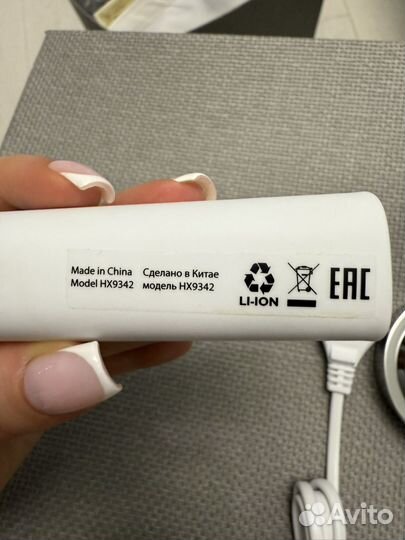 Made in China
Model HX9342
Сделано в Китае
модель HX9342
LI-ION
EAC
Avito